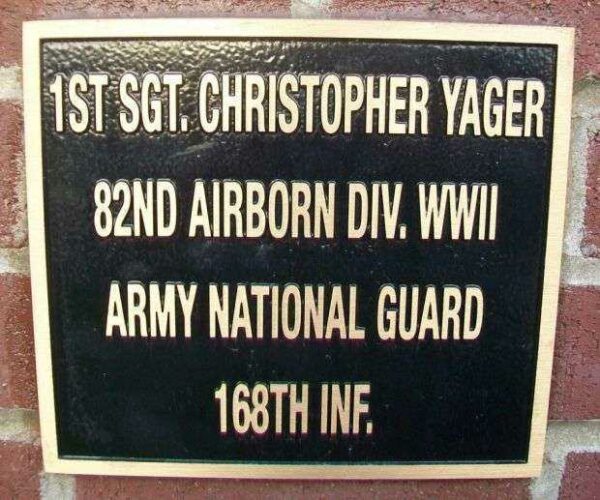 1ST SGT. CHRISTOPHER YAGER
82ND AIRBORN DIV. WWII
ARMY NATIONAL GUARD
168TH INF.